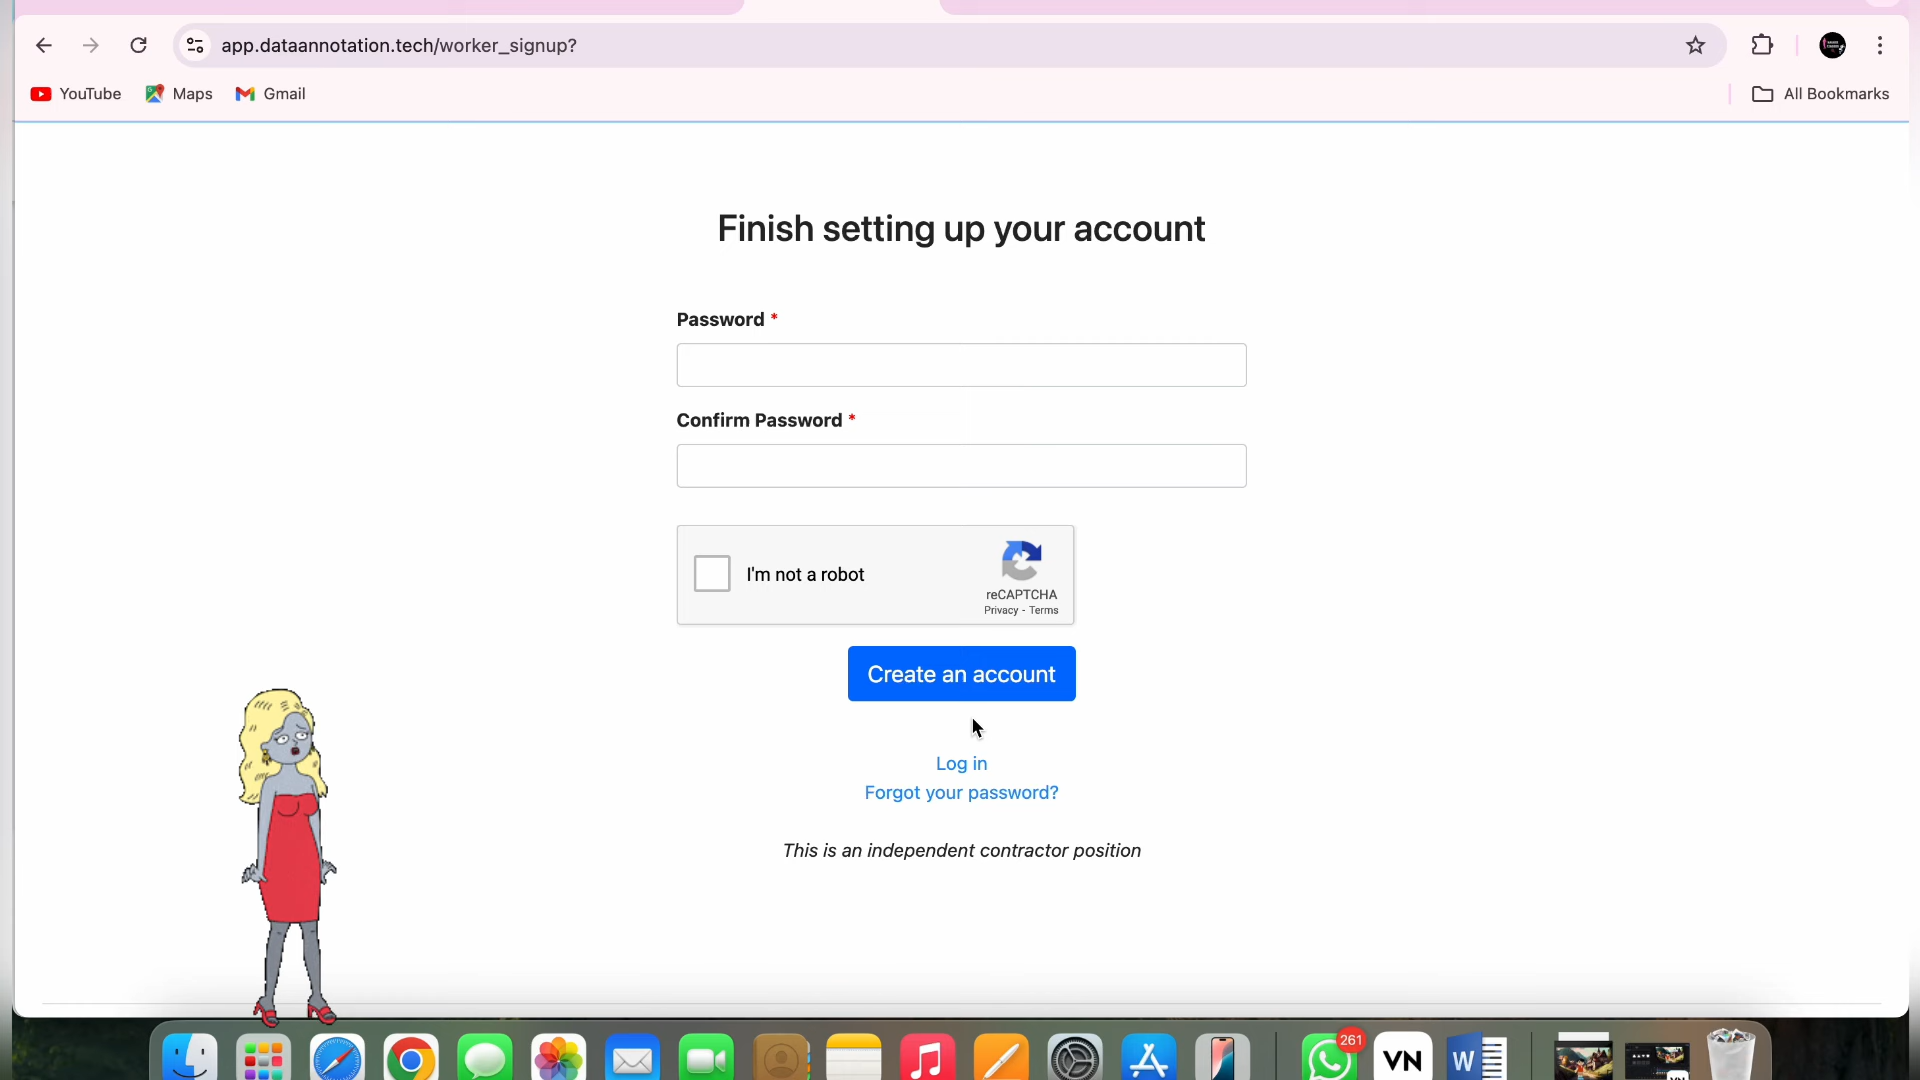 app.dataannotation.tech/worker_signup?
YouTube
Maps
Gmail
All Bookmarks
Finish setting up your account
Password *
Confirm Password *
I'm not a robot
reCAPTCHA
Privacy - Terms
Create an account
Log in
Forgot your password?
This is an independent contractor position
261
VN
W